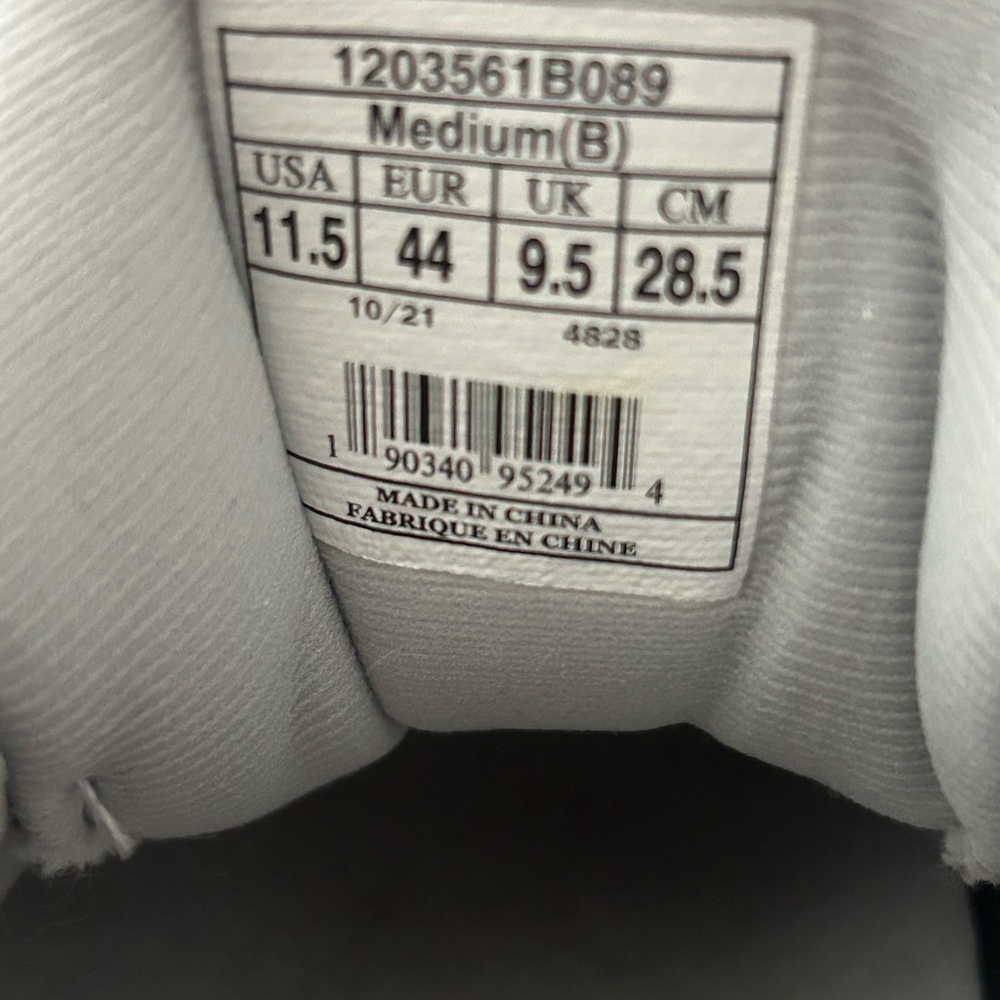 1203561B089
Medium(B)
USA EUR UK CM
11.5 44 9.5 28.5
10/21 4828
1 90340 95249 4
MADE IN CHINA
FABRIQUE EN CHINE